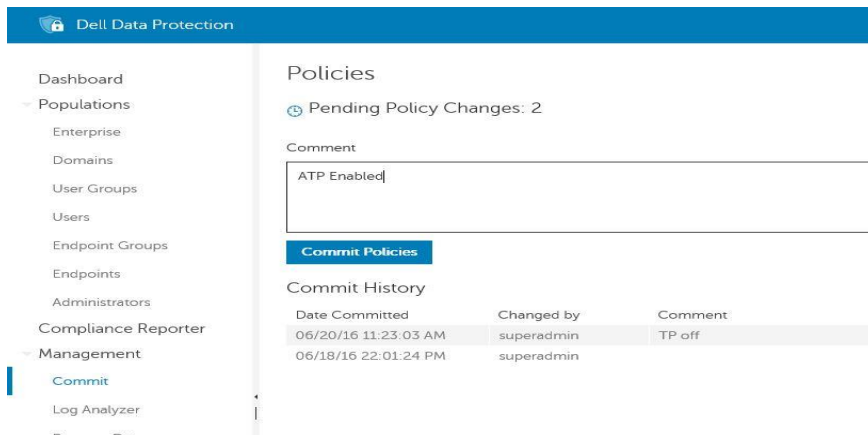 Dell Data Protection
Dashboard
Populations
Enterprise
Domains
User Groups
Users
Endpoint Groups
Endpoints
Administrators
Compliance Reporter
Management
Commit
Log Analyzer
Policies
Pending Policy Changes: 2
Comment
ATP Enabled
Commit Policies
Commit History
Date Committed Changed by Comment
06/20/16 11:23:03 AM superadmin TP off
06/18/16 22:01:24 PM superadmin